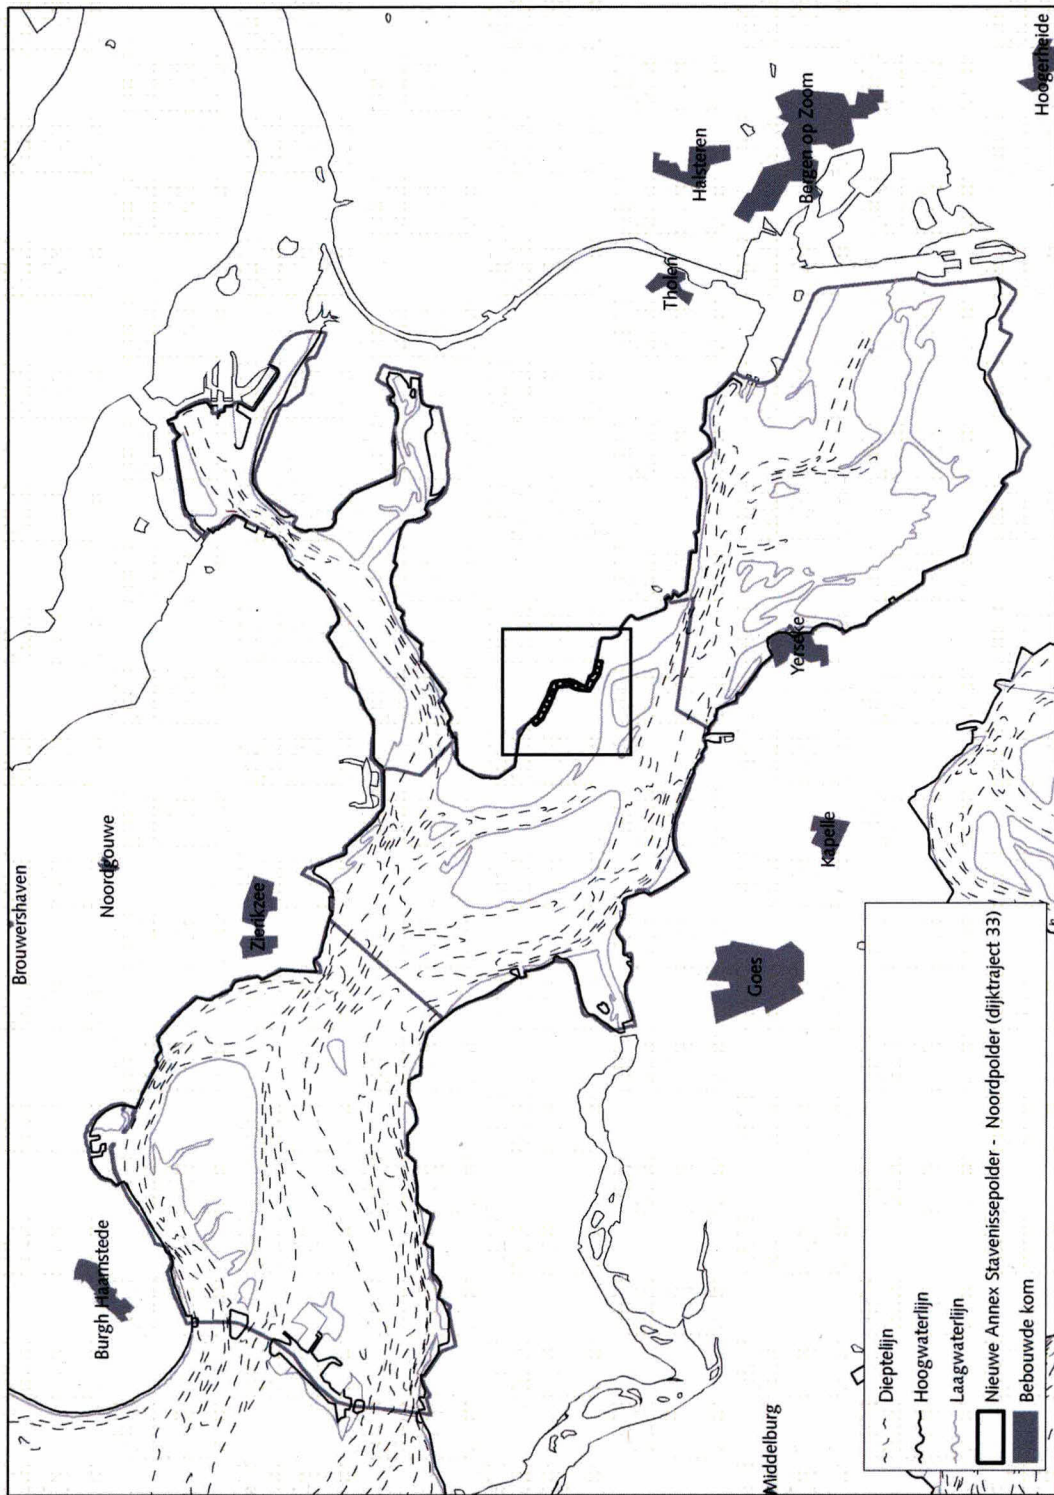 Brouwershaven
Noordgouwe
Zierikzee
Burgh Haamstede
Hoogerheide
Halsteren
Bergen op Zoom
Tholen
Yerseke
Kapelle
Goes
Middelburg
Dieptelijn
Hoogwaterlijn
Laagwaterlijn
Nieuwe Annex Stavenissepolder - Noordpolder (dijktraject 33)
Bebouwde kom